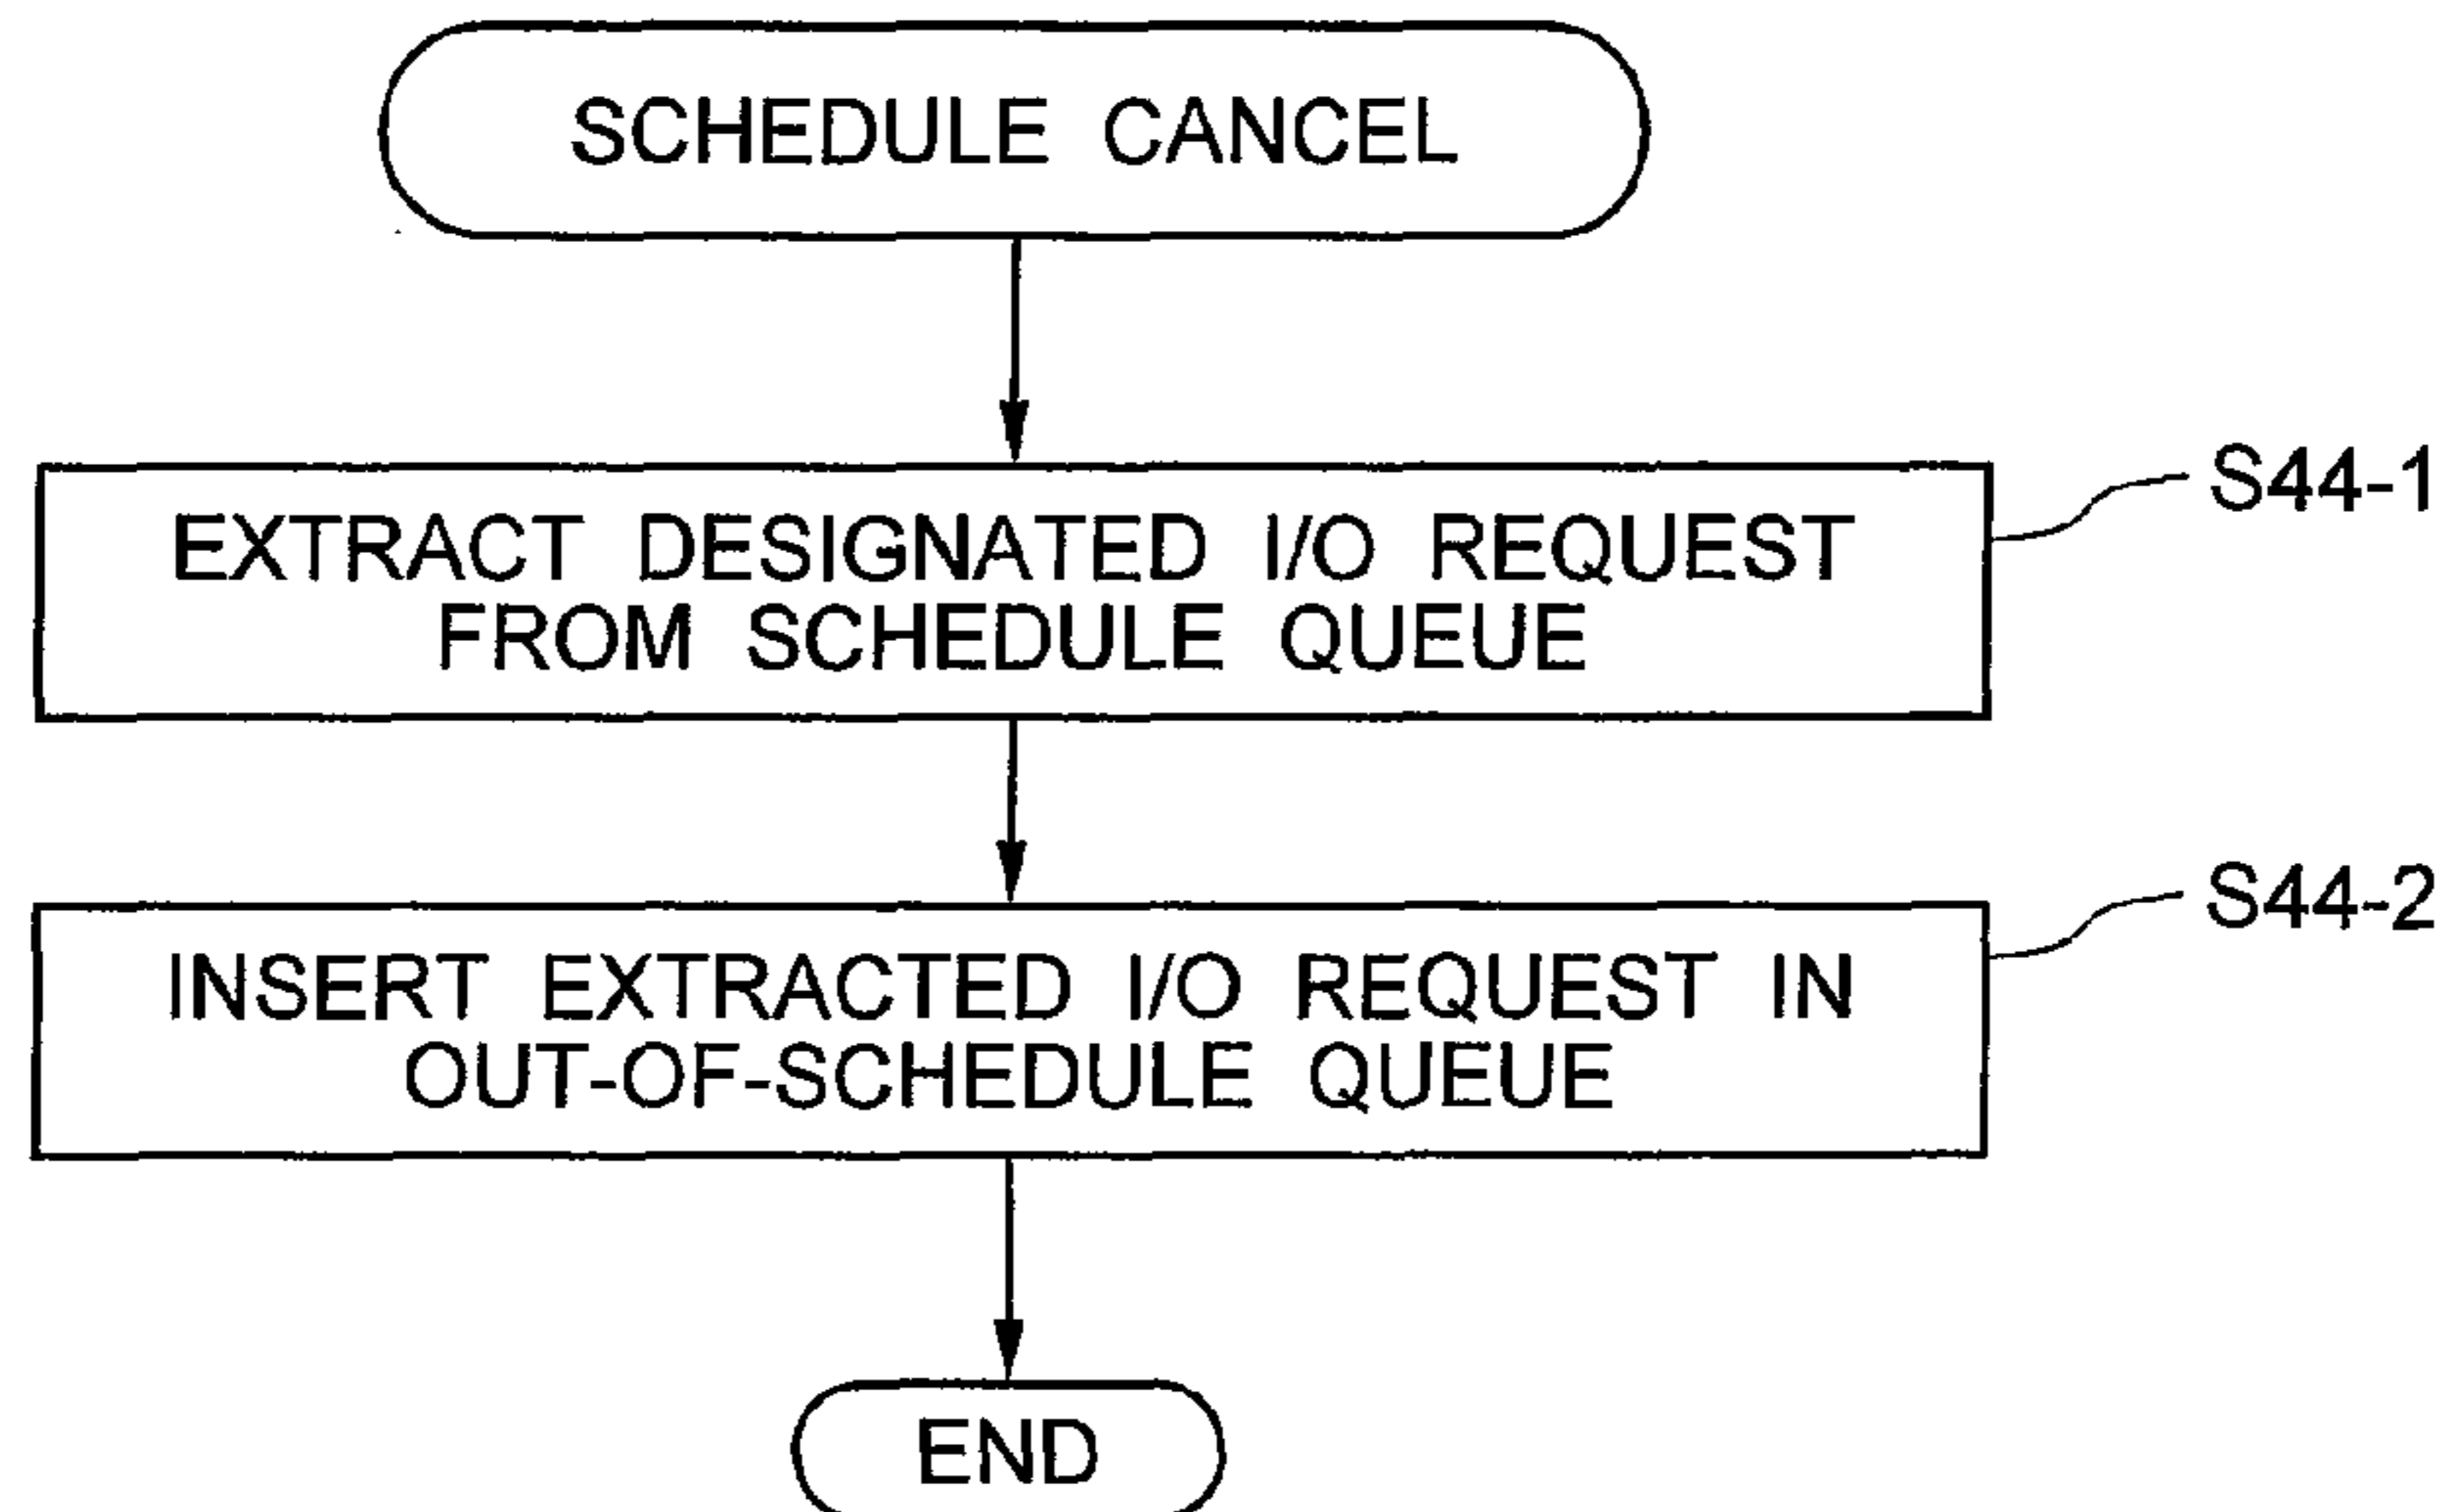 SCHEDULE CANCEL
S44-1
EXTRACT DESIGNATED I/O REQUEST
FROM SCHEDULE QUEUE
S44-2
INSERT EXTRACTED I/O REQUEST IN
OUT-OF-SCHEDULE QUEUE
END